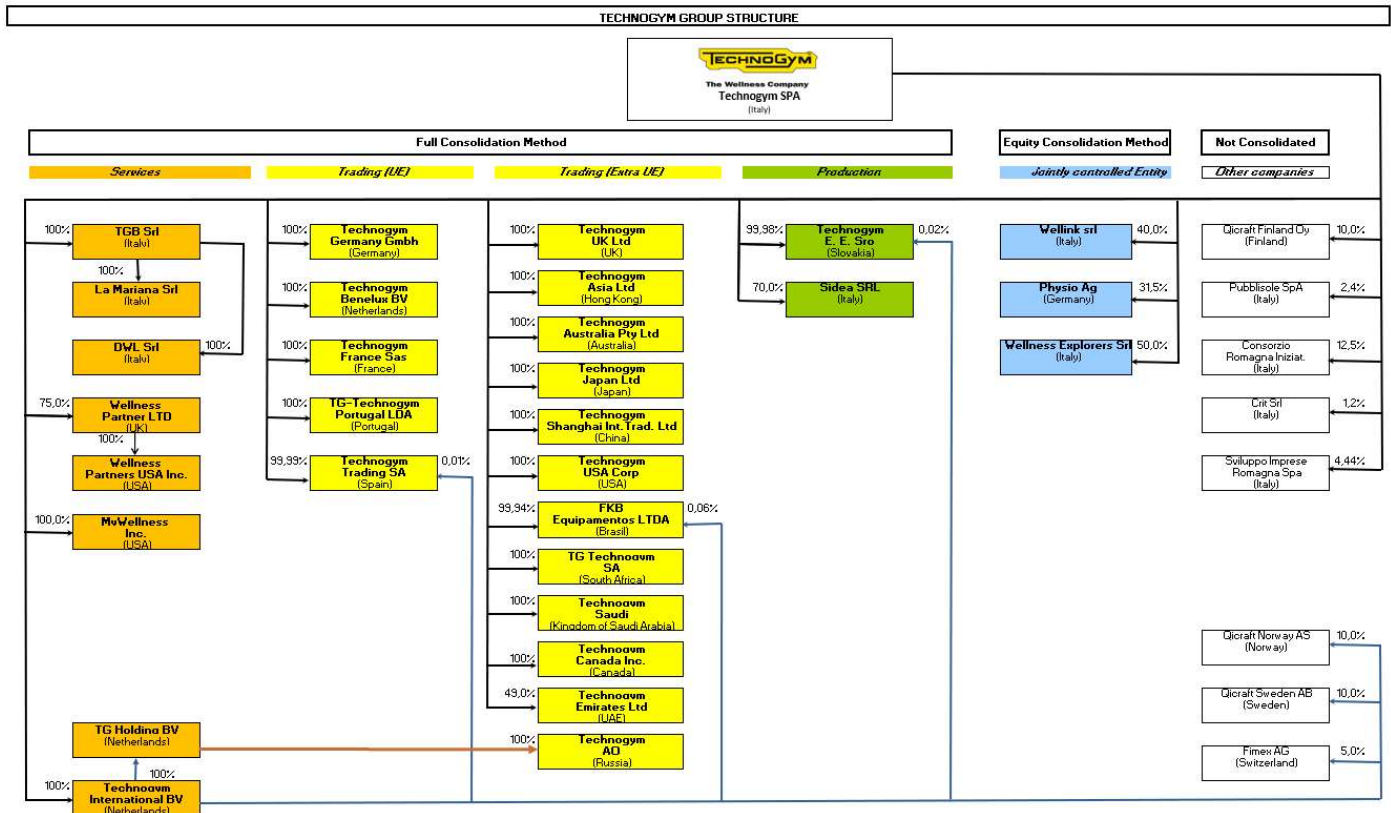 TECHNOGYM GROUP STRUCTURE
TECHNOGYM
The Wellness Company
Technogym SPA
(Italy)
Full Consolidation Method
Equity Consolidation Method
Not Consolidated
Services
Trading (UE)
Trading (Extra UE)
Production
Jointly controlled Entity
Other companies
100%
TGB Srl
(Italy)
100%
La Mariana Srl
(Italy)
DWL Srl
(Italy)
100%
75,0%
Wellness
Partner LTD
(UK)
100%
Wellness
Partners USA Inc.
(USA)
100,0%
MyWellness
Inc.
(USA)
TG Holding BV
(Netherlands)
100%
100%
Technogym
International BV
(Netherlands)
100%
Technogym
Germany Gmbh
(Germany)
100%
Technogym
Benelux BV
(Netherlands)
100%
Technogym
France Sas
(France)
100%
TG-Technogym
Portugal LDA
(Portugal)
99,99%
Technogym
Trading SA
(Spain)
0,01%
100%
Technogym
UK Ltd
(UK)
100%
Technogym
Asia Ltd
(Hong Kong)
100%
Technogym
Australia Pty Ltd
(Australia)
100%
Technogym
Japan Ltd
(Japan)
100%
Technogym
Shanghai Int. Trad. Ltd
(China)
100%
Technogym
USA Corp
(USA)
99,94%
FKB
Equipamentos LTDA
(Brasil)
0,06%
100%
TG Technogym
SA
(South Africa)
100%
Technogym
Saudi
(Kingdom of Saudi Arabia)
100%
Technogym
Canada Inc.
(Canada)
49,0%
Technogym
Emirates Ltd
(UAE)
100%
Technogym
AO
(Russia)
99,98%
Technogym
E. E. Sro
(Slovakia)
0,02%
70,0%
Sidea SRL
(Italy)
Wellink srl
(Italy)
40,0%
Physio Ag
(Germany)
31,5%
Wellness Explorers Srl
(Italy)
50,0%
Qicraft Finland Oy
(Finland)
10,0%
Pubblisole SpA
(Italy)
2,4%
Consorzio
Romagna Iniziat.
(Italy)
12,5%
Crit Srl
(Italy)
1,2%
Sviluppo Imprese
Romagna Spa
(Italy)
4,44%
Qicraft Norway AS
(Norway)
10,0%
Qicraft Sweden AB
(Sweden)
10,0%
Fimex AG
(Switzerland)
5,0%